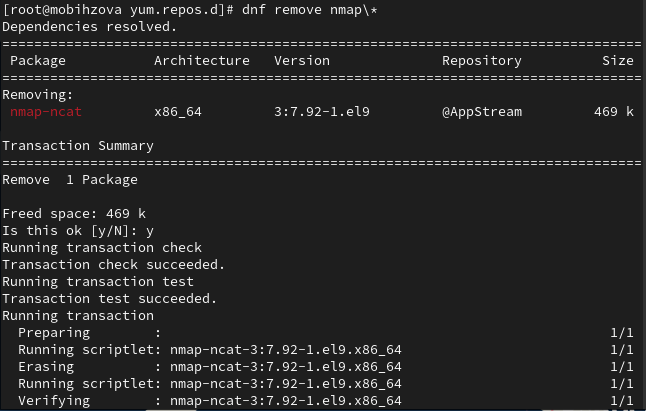 [root@mobihzova yum.repos.d]# dnf remove nmap\*
Dependencies resolved.
================================================================================
Package Architecture Version Repository Size
================================================================================
Removing:
nmap-ncat x86_64 3:7.92-1.el9 @AppStream 469 k

Transaction Summary
================================================================================
Remove  1 Package

Freed space: 469 k
Is this ok [y/N]: y
Running transaction check
Transaction check succeeded.
Running transaction test
Transaction test succeeded.
Running transaction
  Preparing        : 1/1
  Running scriptlet: nmap-ncat-3:7.92-1.el9.x86_64 1/1
  Erasing          : nmap-ncat-3:7.92-1.el9.x86_64 1/1
  Running scriptlet: nmap-ncat-3:7.92-1.el9.x86_64 1/1
  Verifying        : nmap-ncat-3:7.92-1.el9.x86_64 1/1